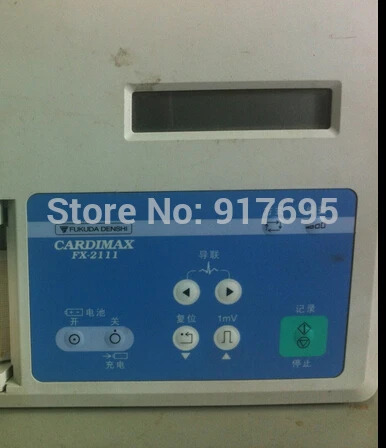 Store No: 917695
FUKUDA DENSHI
CARDIMAX
FX-2111
导联
电池
开 关
充电
复位 1mV
记录
停止